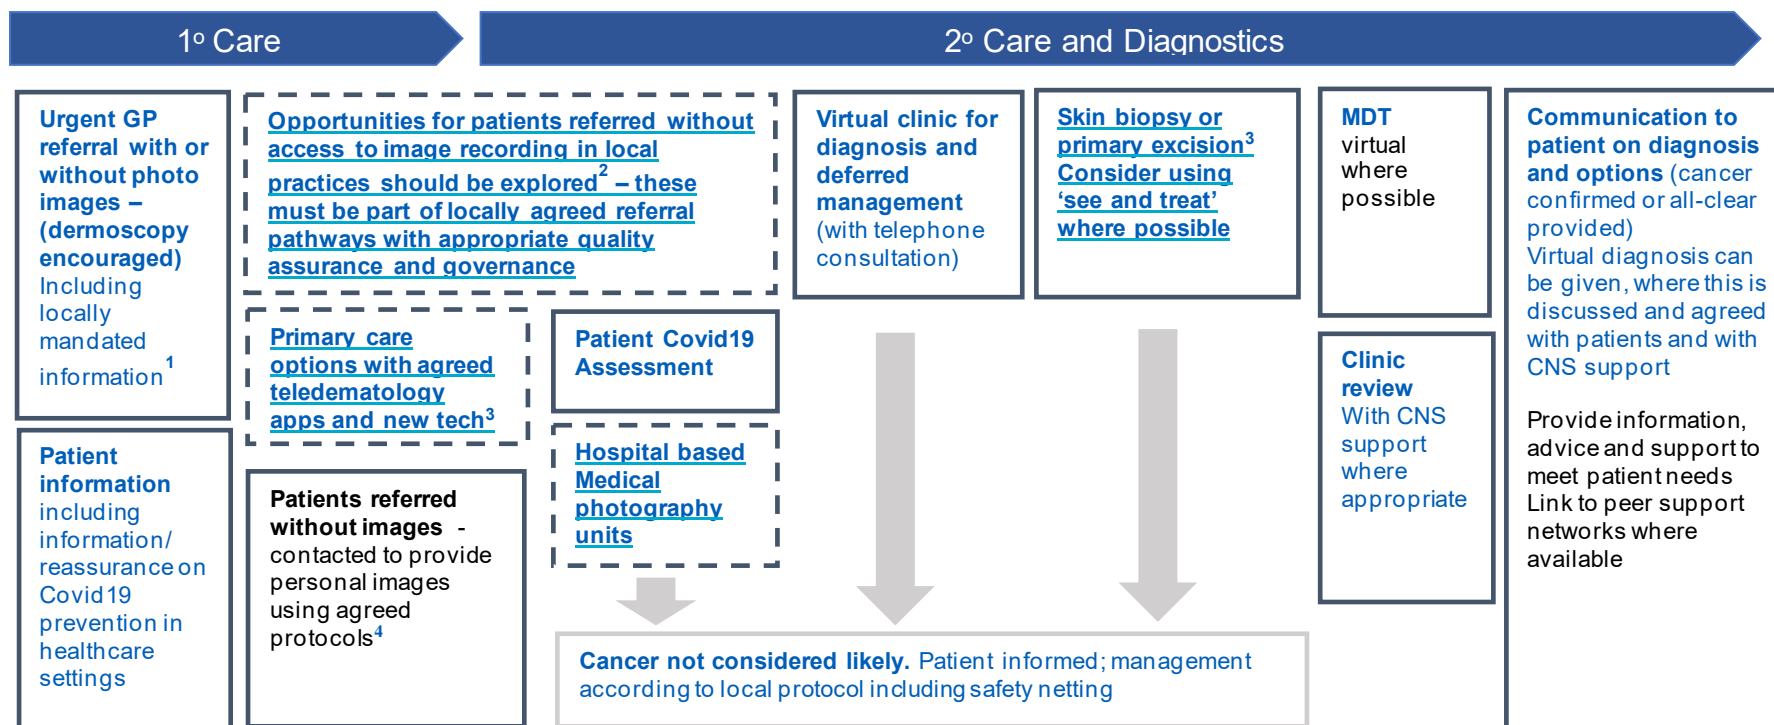 1º Care
2º Care and Diagnostics
Urgent GP
referral with or
without photo
images –
(dermoscopy
encouraged)
Including
locally
mandated
information1
Patient
information
including
information/
reassurance on
Covid19
prevention in
healthcare
settings
Opportunities for patients referred without
access to image recording in local
practices should be explored2 – these
must be part of locally agreed referral
pathways with appropriate quality
assurance and governance
Primary care
options with agreed
teledematology
apps and new tech3
Patients referred
without images -
contacted to provide
personal images
using agreed
protocols4
Patient Covid19
Assessment
Hospital based
Medical
photography
units
Virtual clinic for
diagnosis and
deferred
management
(with telephone
consultation)
Skin biopsy or
primary excision3
Consider using
‘see and treat’
where possible
Cancer not considered likely. Patient informed; management
according to local protocol including safety netting
MDT
virtual
where
possible
Clinic
review
With CNS
support
where
appropriate
Communication to
patient on diagnosis
and options (cancer
confirmed or all-clear
provided)
Virtual diagnosis can
be given, where this is
discussed and agreed
with patients and with
CNS support
Provide information,
advice and support to
meet patient needs
Link to peer support
networks where
available